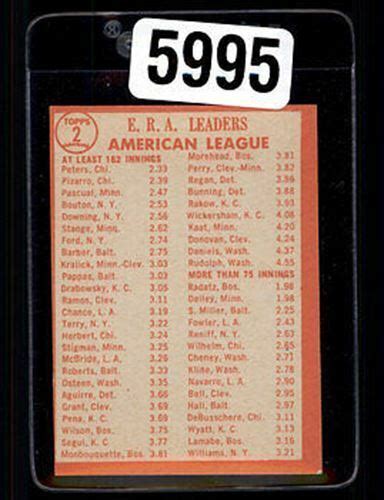 5995
TOPPS
2
E. R. A. LEADERS
AMERICAN LEAGUE
AT LEAST 162 INNINGS
Peters, Chi. 2.33
Pizarro, Chi. 2.39
Pascual, Minn. 2.47
Bouton, N. Y. 2.53
Downing, N. Y. 2.56
Stange, Minn. 2.62
Ford, N. Y. 2.74
Barber, Balt. 2.75
Kralick, Minn.-Clev. 3.03
Pappas, Balt. 3.03
Drabowsky, K. C. 3.05
Ramos, Clev. 3.11
Chance, L. A. 3.19
Terry, N. Y. 3.22
Herbert, Chi. 3.24
Stigman, Minn. 3.25
McBride, L. A. 3.26
Roberts, Balt. 3.33
Osteen, Wash. 3.35
Aguirre, Det. 3.66
Grant, Clev. 3.69
Pena, K. C. 3.69
Wilson, Bos. 3.75
Segui, K. C. 3.77
Monbouquette, Bos. 3.81
Morehead, Bos. 3.81
Perry, Clev.-Minn. 3.82
Regan, Det. 3.86
Bunning, Det. 3.88
Rakow, K. C. 3.93
Wickersham, K. C. 4.08
Kaat, Minn. 4.20
Donovan, Clev. 4.24
Daniels, Wash. 4.37
Rudolph, Wash. 4.55
MORE THAN 75 INNINGS
Radatz, Bos. 1.98
Dailey, Minn. 1.98
S. Miller, Balt. 2.25
Fowler, L. A. 2.43
Reniff, N. Y. 2.63
Wilhelm, Chi. 2.65
Cheney, Wash. 2.71
Kline, Wash. 2.78
Navarro, L. A. 2.90
Bell, Clev. 2.95
Hall, Balt. 2.97
DeBusschere, Chi. 3.11
Wyatt, K. C. 3.13
Lamabe, Bos. 3.16
Williams, N. Y. 3.21